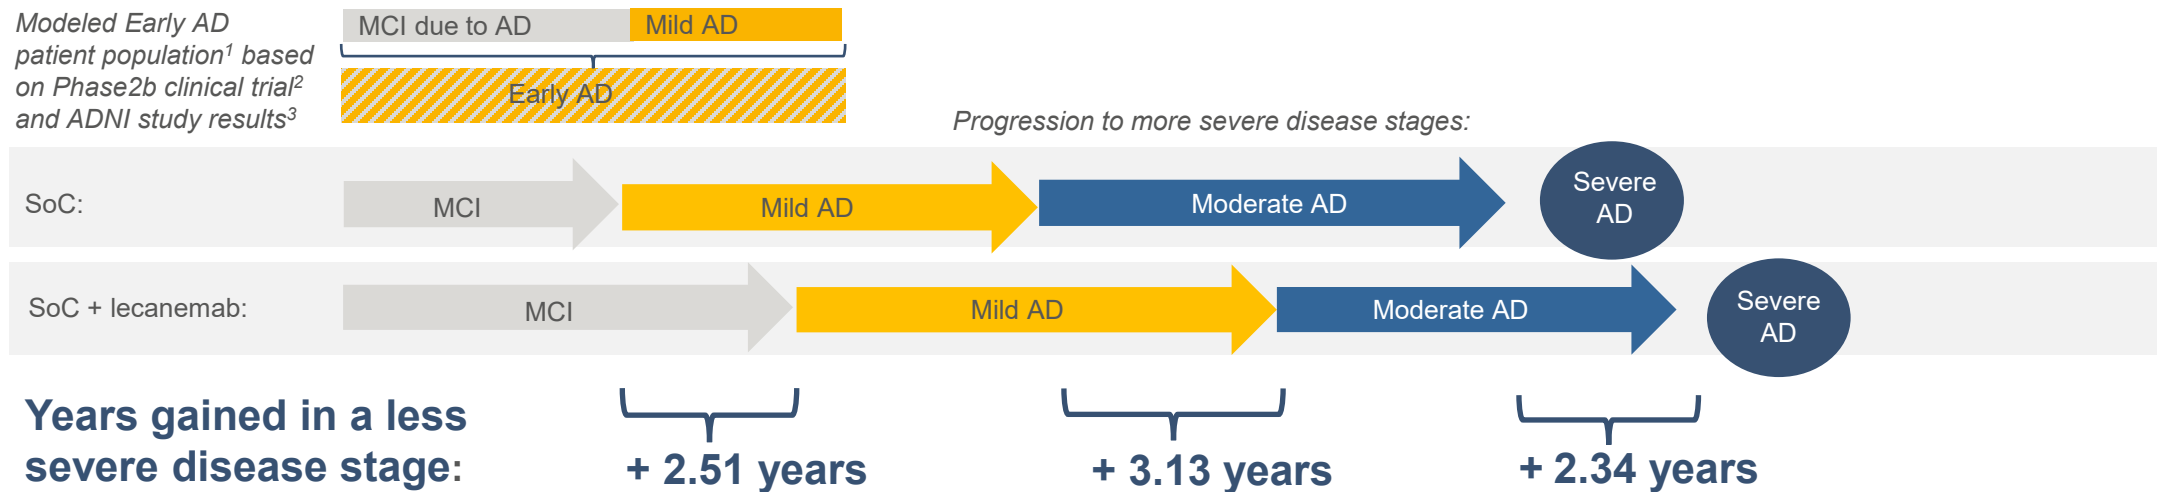 Modeled Early AD
patient population¹ based
on Phase2b clinical trial²
and ADNI study results³
MCI due to AD
Mild AD
Early AD
Progression to more severe disease stages:
SoC:
MCI
Mild AD
Moderate AD
Severe
AD
SoC + lecanemab:
MCI
Mild AD
Moderate AD
Severe
AD
Years gained in a less
severe disease stage:
+ 2.51 years
+ 3.13 years
+ 2.34 years